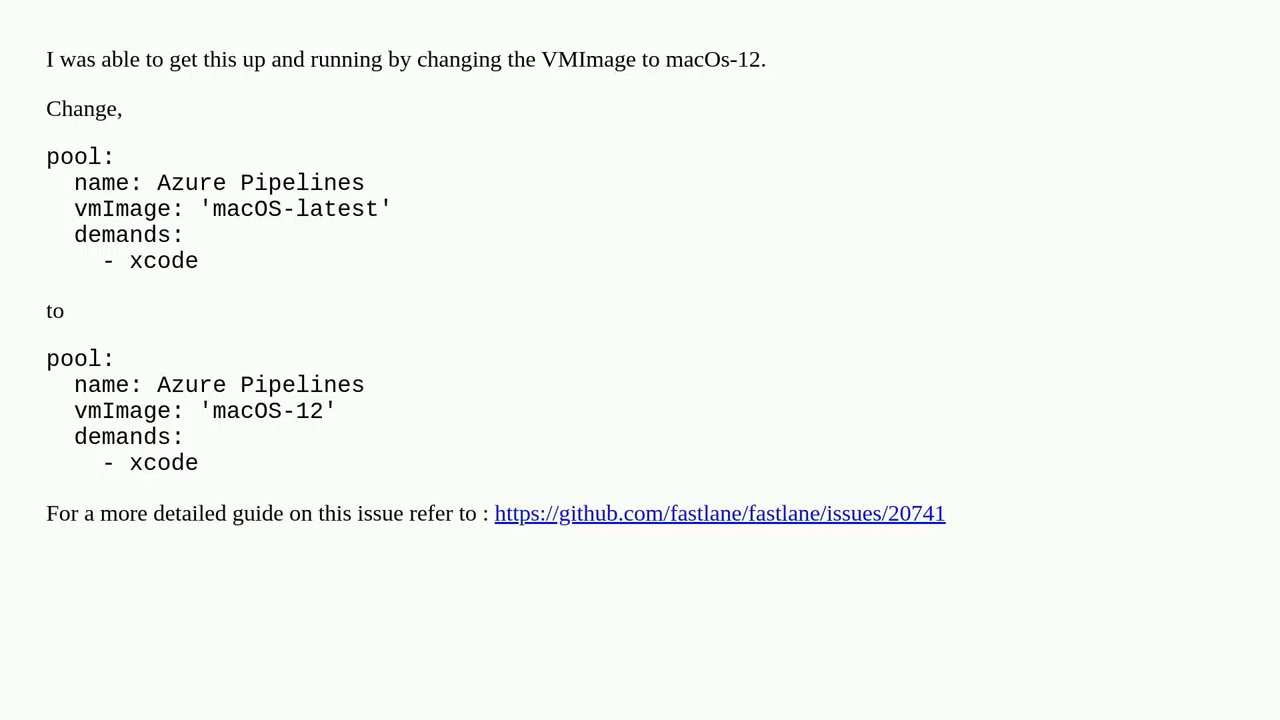 I was able to get this up and running by changing the VMImage to macOs-12.
Change,
pool:
  name: Azure Pipelines
  vmImage: 'macOS-latest'
  demands:
    - xcode
to
pool:
  name: Azure Pipelines
  vmImage: 'macOS-12'
  demands:
    - xcode
For a more detailed guide on this issue refer to : https://github.com/fastlane/fastlane/issues/20741